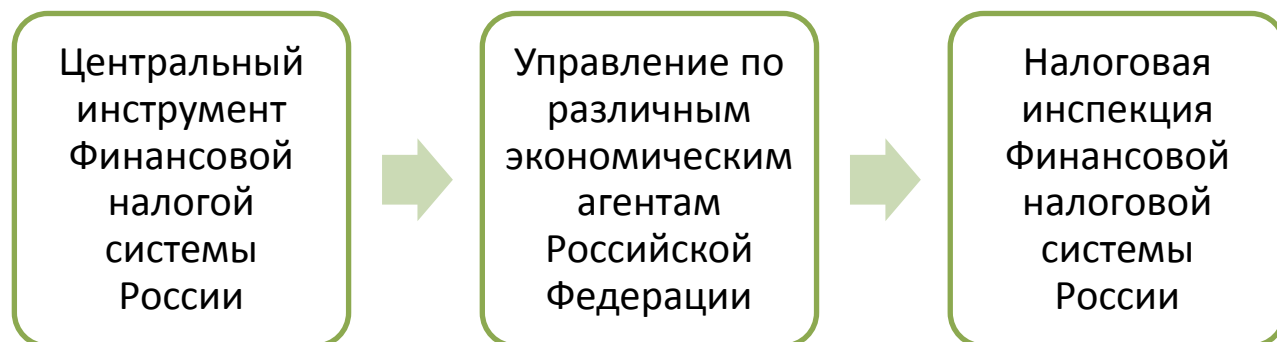 Центральный
инструмент
Финансовой
налогой
системы
России
Управление по
различным
экономическим
агентам
Российской
Федерации
Налоговая
инспекция
Финансовой
налоговой
системы
России